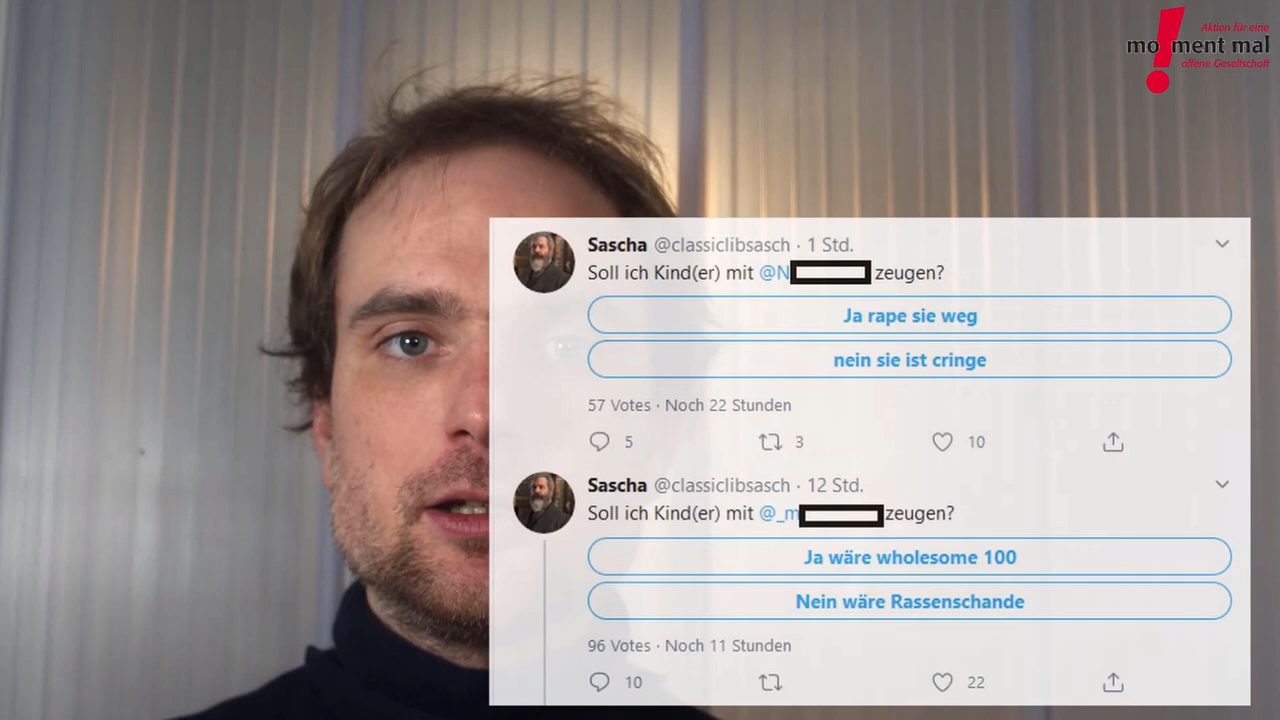 Aktion für eine
mo!ment mal
offene Gesellschaft
Sascha @classiclibsasch · 1 Std.
Soll ich Kind(er) mit @N zeugen?
Ja rape sie weg
nein sie ist cringe
57 Votes · Noch 22 Stunden
5 3 10
Sascha @classiclibsasch · 12 Std.
Soll ich Kind(er) mit @_m zeugen?
Ja wäre wholesome 100
Nein wäre Rassenschande
96 Votes · Noch 11 Stunden
10 22